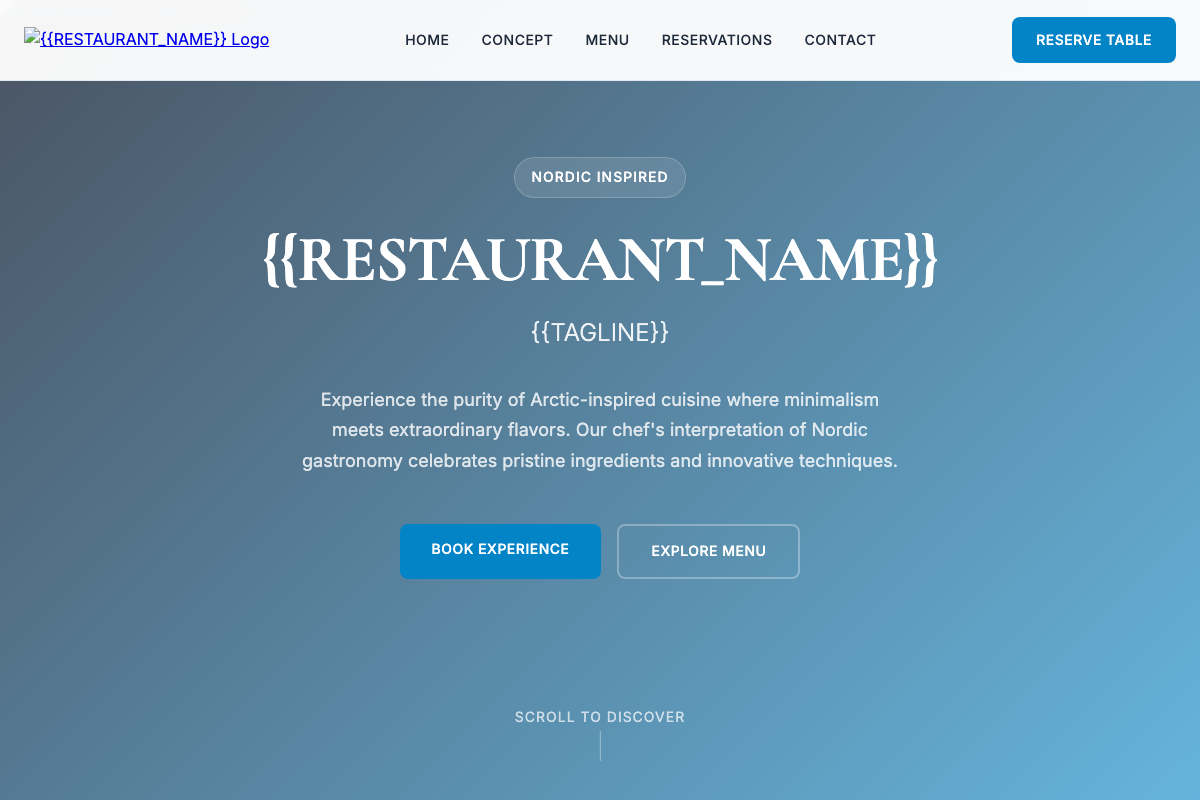 {{RESTAURANT_NAME}} Logo
HOME
CONCEPT
MENU
RESERVATIONS
CONTACT
RESERVE TABLE
NORDIC INSPIRED
{{RESTAURANT_NAME}}
{{TAGLINE}}
Experience the purity of Arctic-inspired cuisine where minimalism
meets extraordinary flavors. Our chef's interpretation of Nordic
gastronomy celebrates pristine ingredients and innovative techniques.
BOOK EXPERIENCE
EXPLORE MENU
SCROLL TO DISCOVER